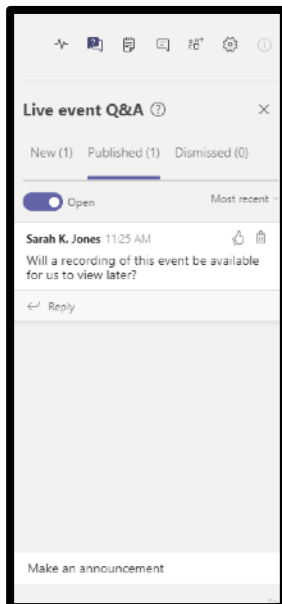 Live event Q&A
New (1) Published (1) Dismissed (0)
Open Most recent
Sarah K. Jones 11:25 AM
Will a recording of this event be available
for us to view later?
Reply
Make an announcement